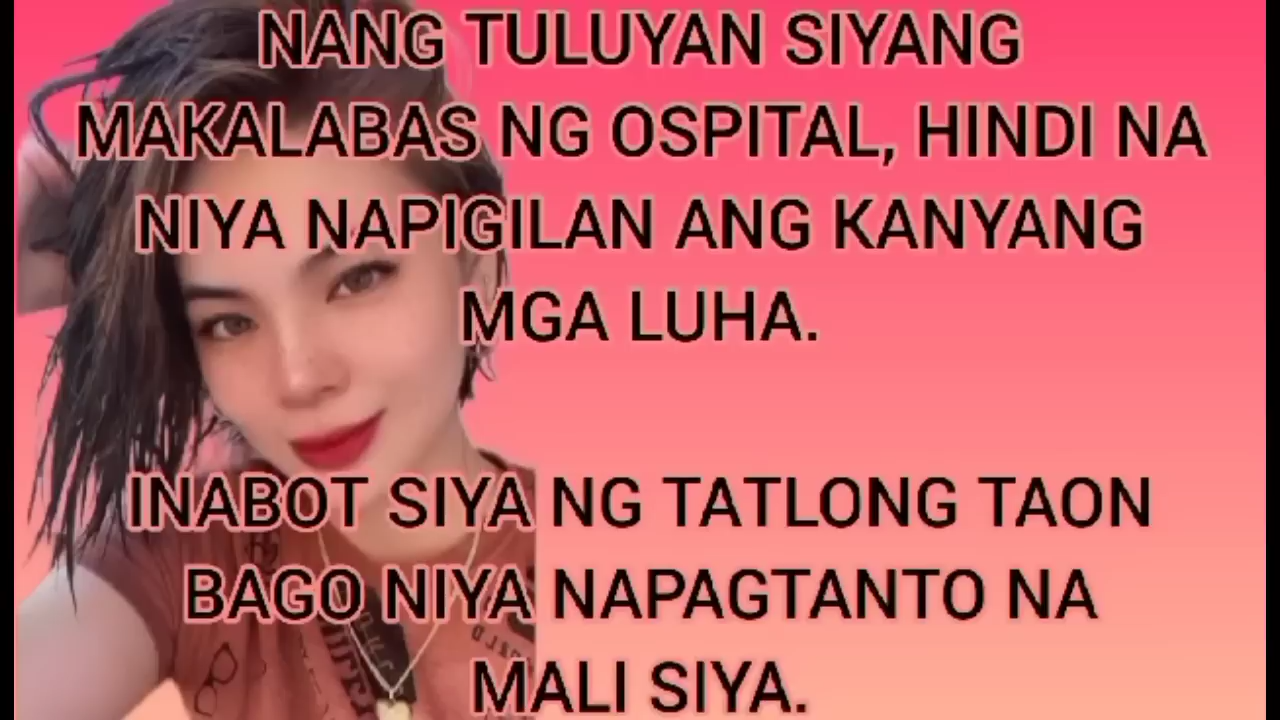 NANG TULUYAN SIYANG
MAKALABAS NG OSPITAL, HINDI NA
NIYA NAPIGILAN ANG KANYANG
MGA LUHA.
INABOT SIYA NG TATLONG TAON
BAGO NIYA NAPAGTANTO NA
MALI SIYA.